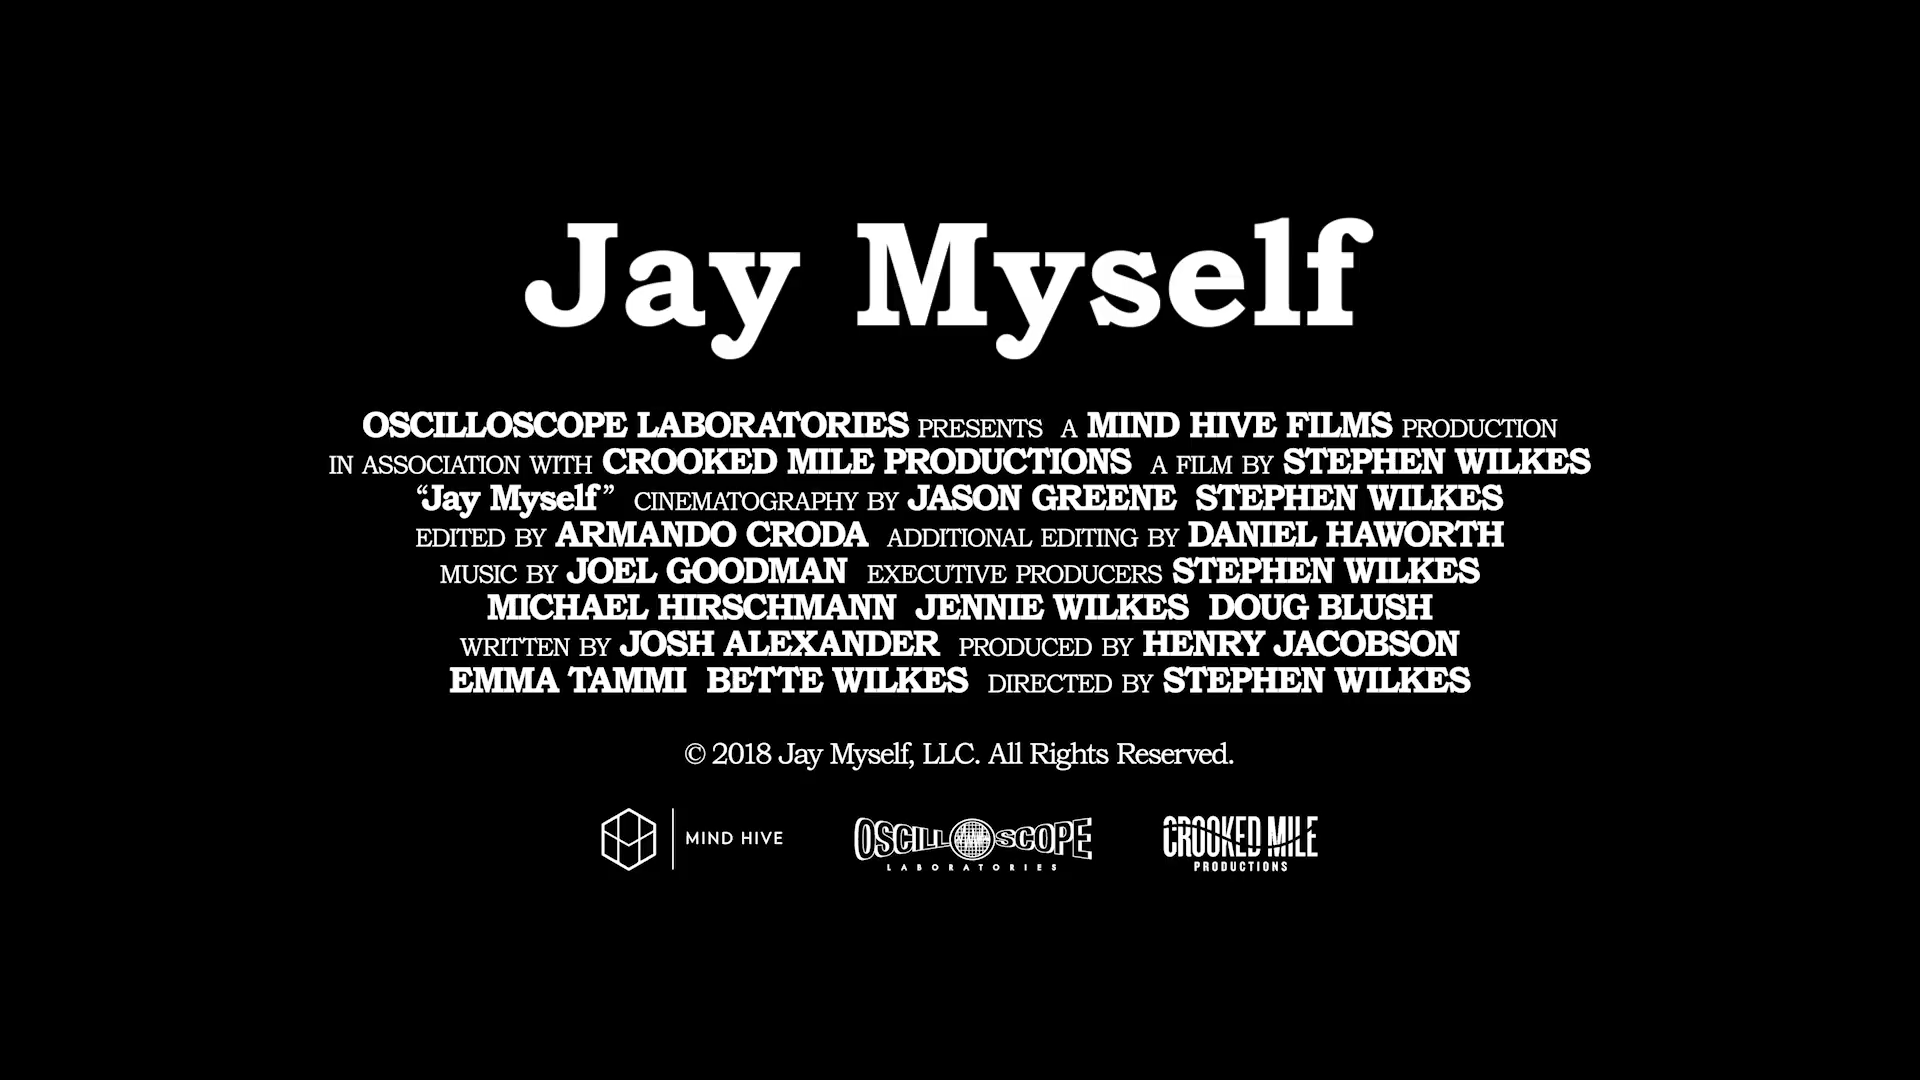 Jay Myself
OSCILLOSCOPE LABORATORIES PRESENTS A MIND HIVE FILMS PRODUCTION
IN ASSOCIATION WITH CROOKED MILE PRODUCTIONS A FILM BY STEPHEN WILKES
“Jay Myself” CINEMATOGRAPHY BY JASON GREENE STEPHEN WILKES
EDITED BY ARMANDO CRODA ADDITIONAL EDITING BY DANIEL HAWORTH
MUSIC BY JOEL GOODMAN EXECUTIVE PRODUCERS STEPHEN WILKES
MICHAEL HIRSCHMANN JENNIE WILKES DOUG BLUSH
WRITTEN BY JOSH ALEXANDER PRODUCED BY HENRY JACOBSON
EMMA TAMMI BETTE WILKES DIRECTED BY STEPHEN WILKES
© 2018 Jay Myself, LLC. All Rights Reserved.
MIND HIVE
OSCILLOSCOPE
LABORATORIES
CROOKED MILE
PRODUCTIONS